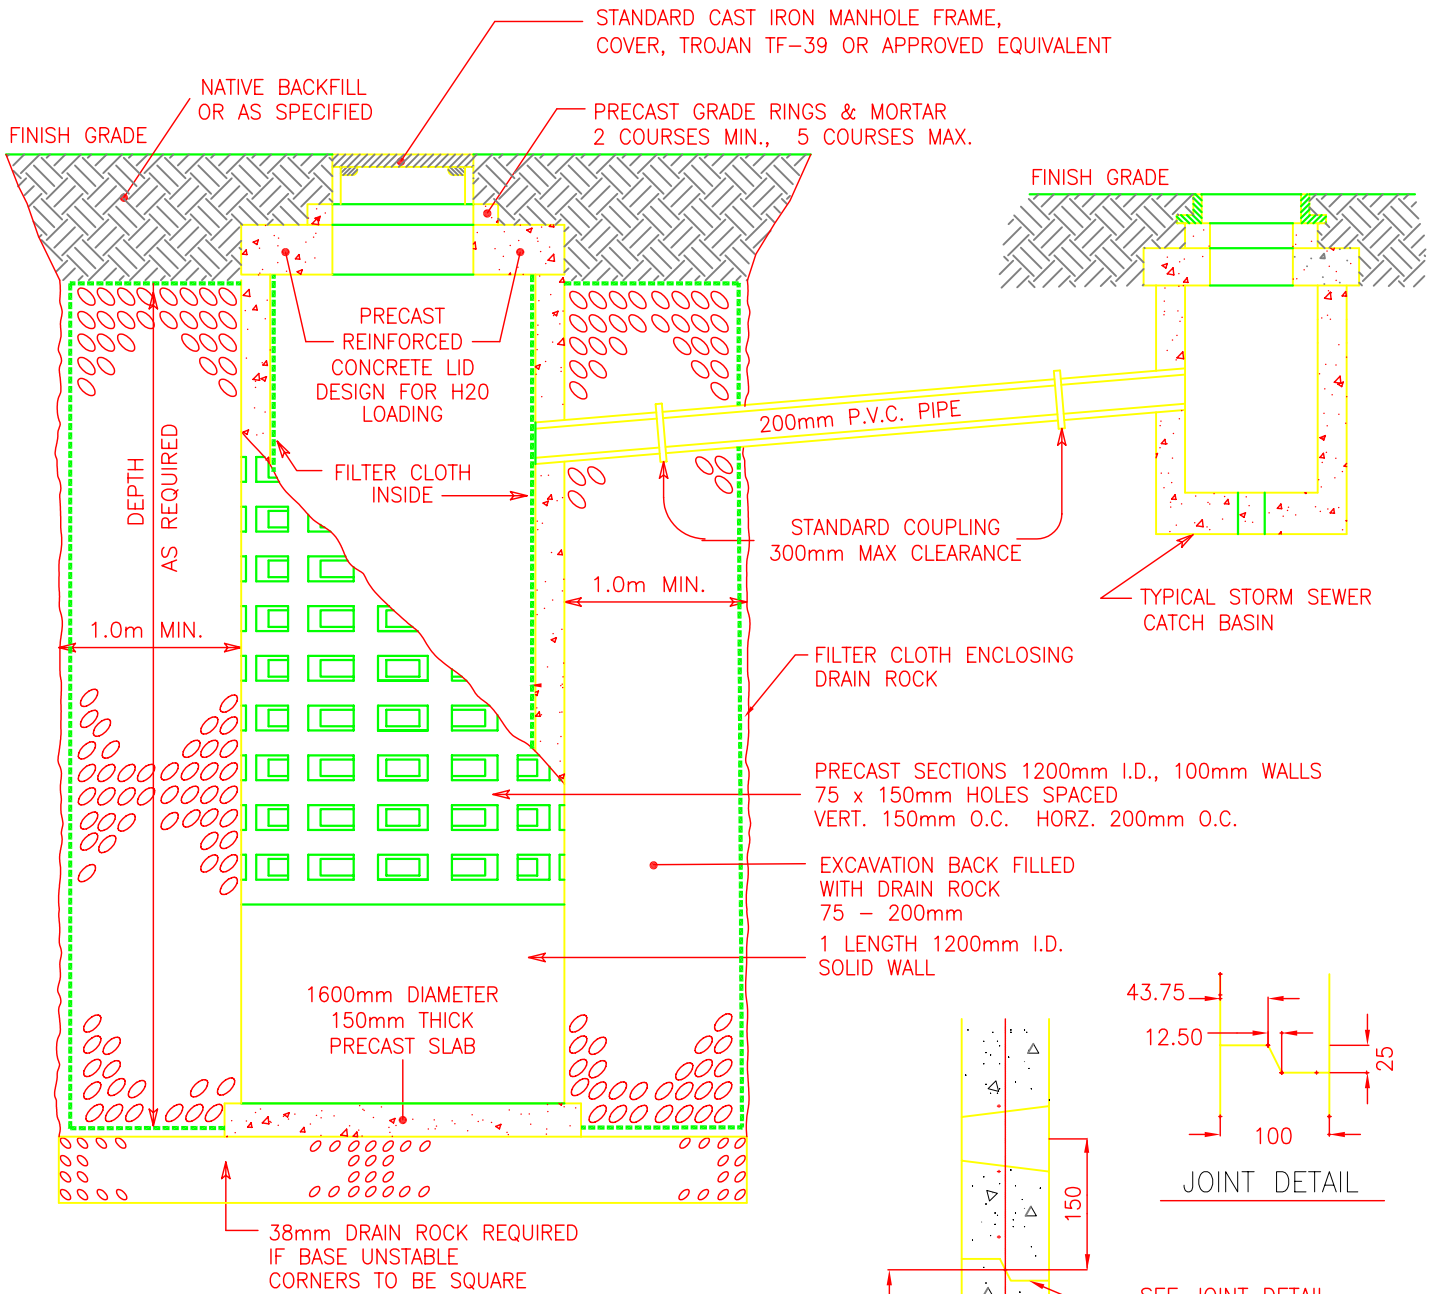 STANDARD CAST IRON MANHOLE FRAME,
COVER, TROJAN TF-39 OR APPROVED EQUIVALENT
NATIVE BACKFILL
OR AS SPECIFIED
PRECAST GRADE RINGS & MORTAR
2 COURSES MIN., 5 COURSES MAX.
FINISH GRADE
FINISH GRADE
PRECAST
REINFORCED
CONCRETE LID
DESIGN FOR H20
LOADING
200mm P.V.C. PIPE
DEPTH
AS REQUIRED
FILTER CLOTH
INSIDE
STANDARD COUPLING
300mm MAX CLEARANCE
1.0m MIN.
TYPICAL STORM SEWER
CATCH BASIN
1.0m MIN.
FILTER CLOTH ENCLOSING
DRAIN ROCK
PRECAST SECTIONS 1200mm I.D., 100mm WALLS
75 x 150mm HOLES SPACED
VERT. 150mm O.C. HORZ. 200mm O.C.
EXCAVATION BACK FILLED
WITH DRAIN ROCK
75 - 200mm
1 LENGTH 1200mm I.D.
SOLID WALL
1600mm DIAMETER
150mm THICK
PRECAST SLAB
43.75
12.50
25
100
JOINT DETAIL
150
38mm DRAIN ROCK REQUIRED
IF BASE UNSTABLE
CORNERS TO BE SQUARE
SEE JOINT DETAIL